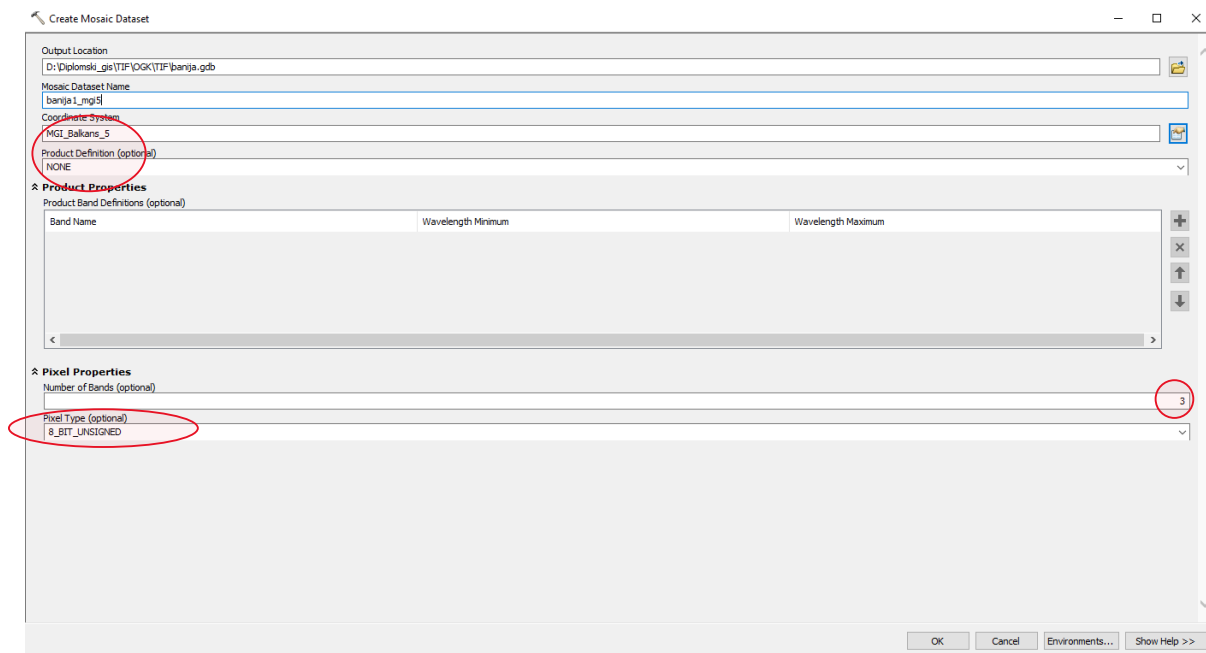 Create Mosaic Dataset
Output Location
D:\Diplomski_gis\TIF\OGK\TIF\banija.gdb
Mosaic Dataset Name
banija1_mgi5
Coordinate System
MGI_Balkans_5
Product Definition (optional)
NONE
Product Properties
Product Band Definitions (optional)
Band Name Wavelength Minimum Wavelength Maximum
Pixel Properties
Number of Bands (optional)
3
Pixel Type (optional)
8_BIT_UNSIGNED
OK Cancel Environments... Show Help >>